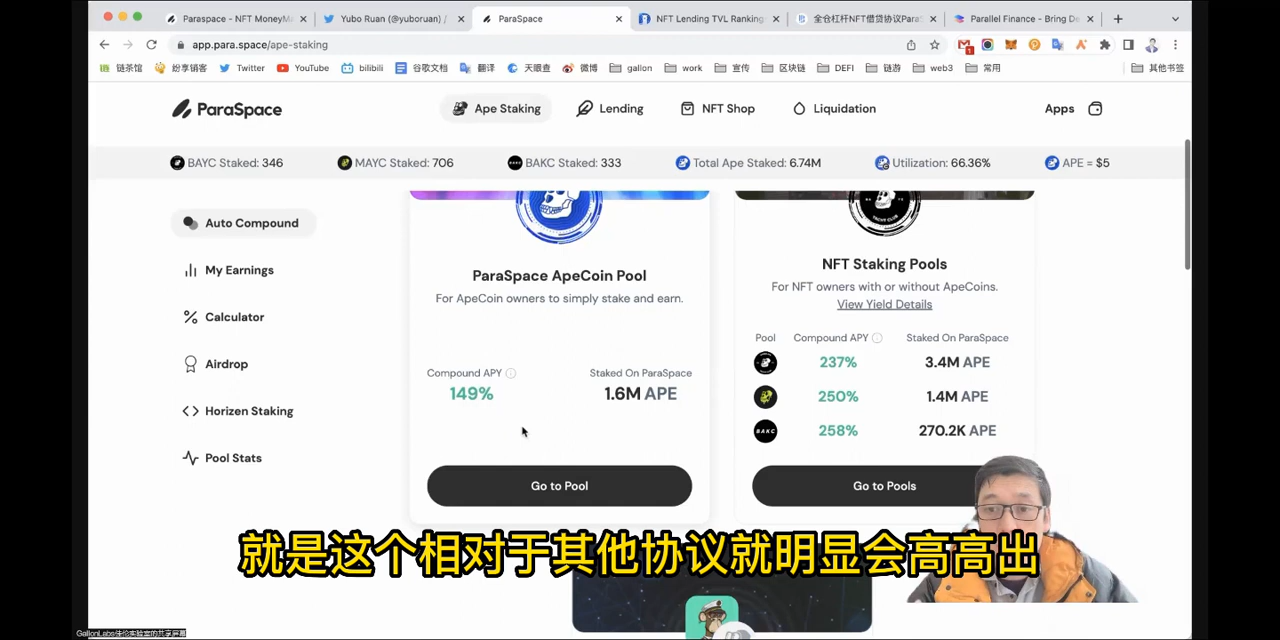 Paraspace - NFT MoneyM
Yubo Ruan (@yuboruan) /
ParaSpace
NFT Lending TVL Ranking
全仓杠杆NFT借贷协议Para
Parallel Finance - Bring De
app.para.space/ape-staking
链茶馆
纷享销客
Twitter
YouTube
bilibili
谷歌文档
翻译
天眼查
微博
gallon
work
宣传
区块链
DEFI
链游
web3
常用
其他书签
ParaSpace
Ape Staking
Lending
NFT Shop
Liquidation
Apps
BAYC Staked: 346
MAYC Staked: 706
BAKC Staked: 333
Total Ape Staked: 6.74M
Utilization: 66.36%
APE = $5
Auto Compound
My Earnings
Calculator
Airdrop
Horizen Staking
Pool Stats
ParaSpace ApeCoin Pool
For ApeCoin owners to simply stake and earn.
Compound APY
Staked On ParaSpace
149%
1.6M APE
Go to Pool
NFT Staking Pools
For NFT owners with or without ApeCoins.
View Yield Details
Pool
Compound APY
Staked On ParaSpace
237%
3.4M APE
250%
1.4M APE
BAKC
258%
270.2K APE
Go to Pools
就是这个相对于其他协议就明显会高高出